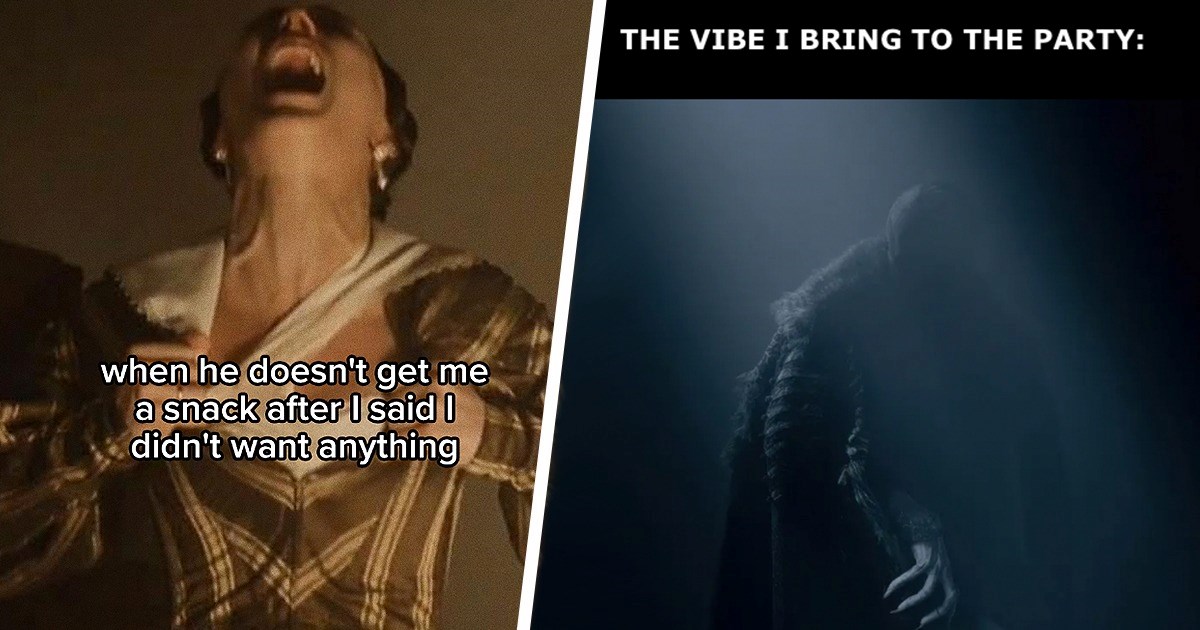 when he doesn't get me
a snack after I said I
didn't want anything
THE VIBE I BRING TO THE PARTY: